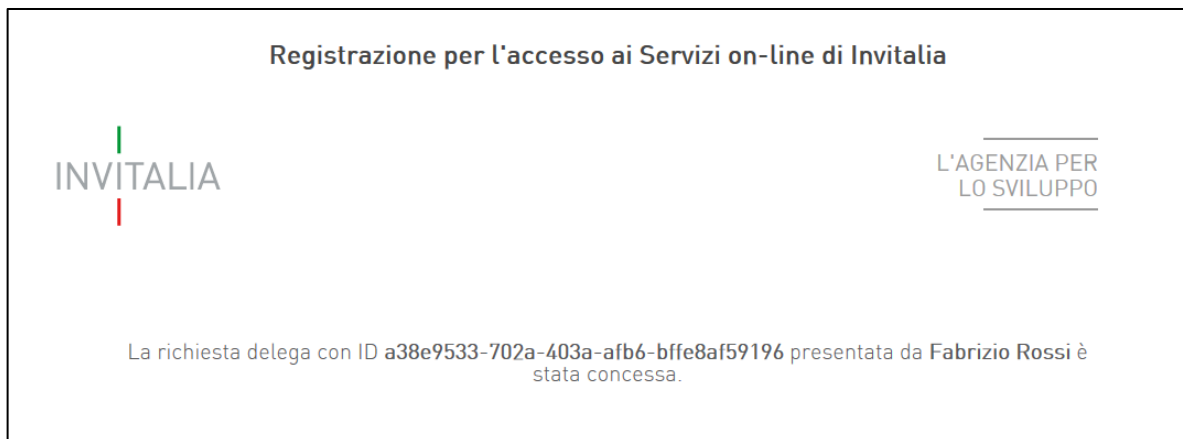 Registrazione per l'accesso ai Servizi on-line di Invitalia
INVITALIA
L'AGENZIA PER
LO SVILUPPO
La richiesta delega con ID a38e9533-702a-403a-afb6-bffe8af59196 presentata da Fabrizio Rossi è
stata concessa.